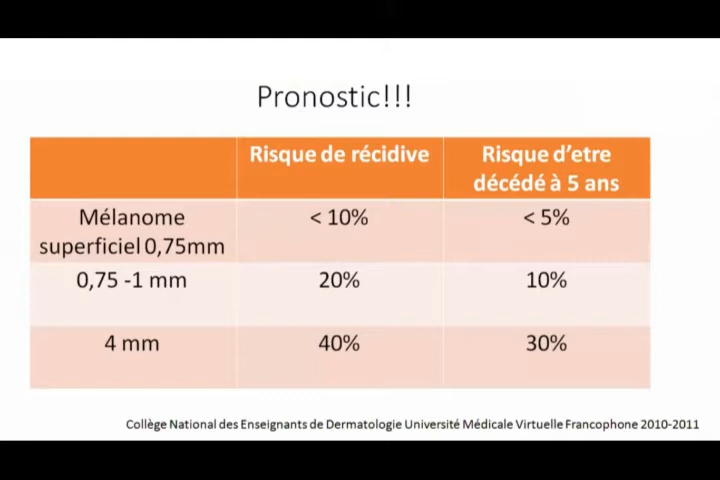 Pronostic!!!
Risque de récidive
Risque d’etre
décédé à 5 ans
Mélanome
superficiel 0,75mm
< 10%
< 5%
0,75 -1 mm
20%
10%
4 mm
40%
30%
Collège National des Enseignants de Dermatologie Université Médicale Virtuelle Francophone 2010-2011